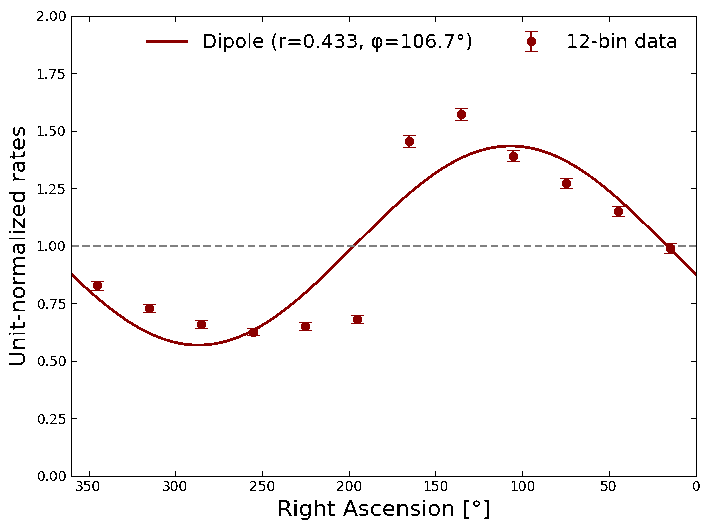 Dipole (r=0.433, φ=106.7°)
12-bin data
2.00
1.75
1.50
1.25
1.00
0.75
0.50
0.25
0.00
Unit-normalized rates
350 300 250 200 150 100 50 0
Right Ascension [°]